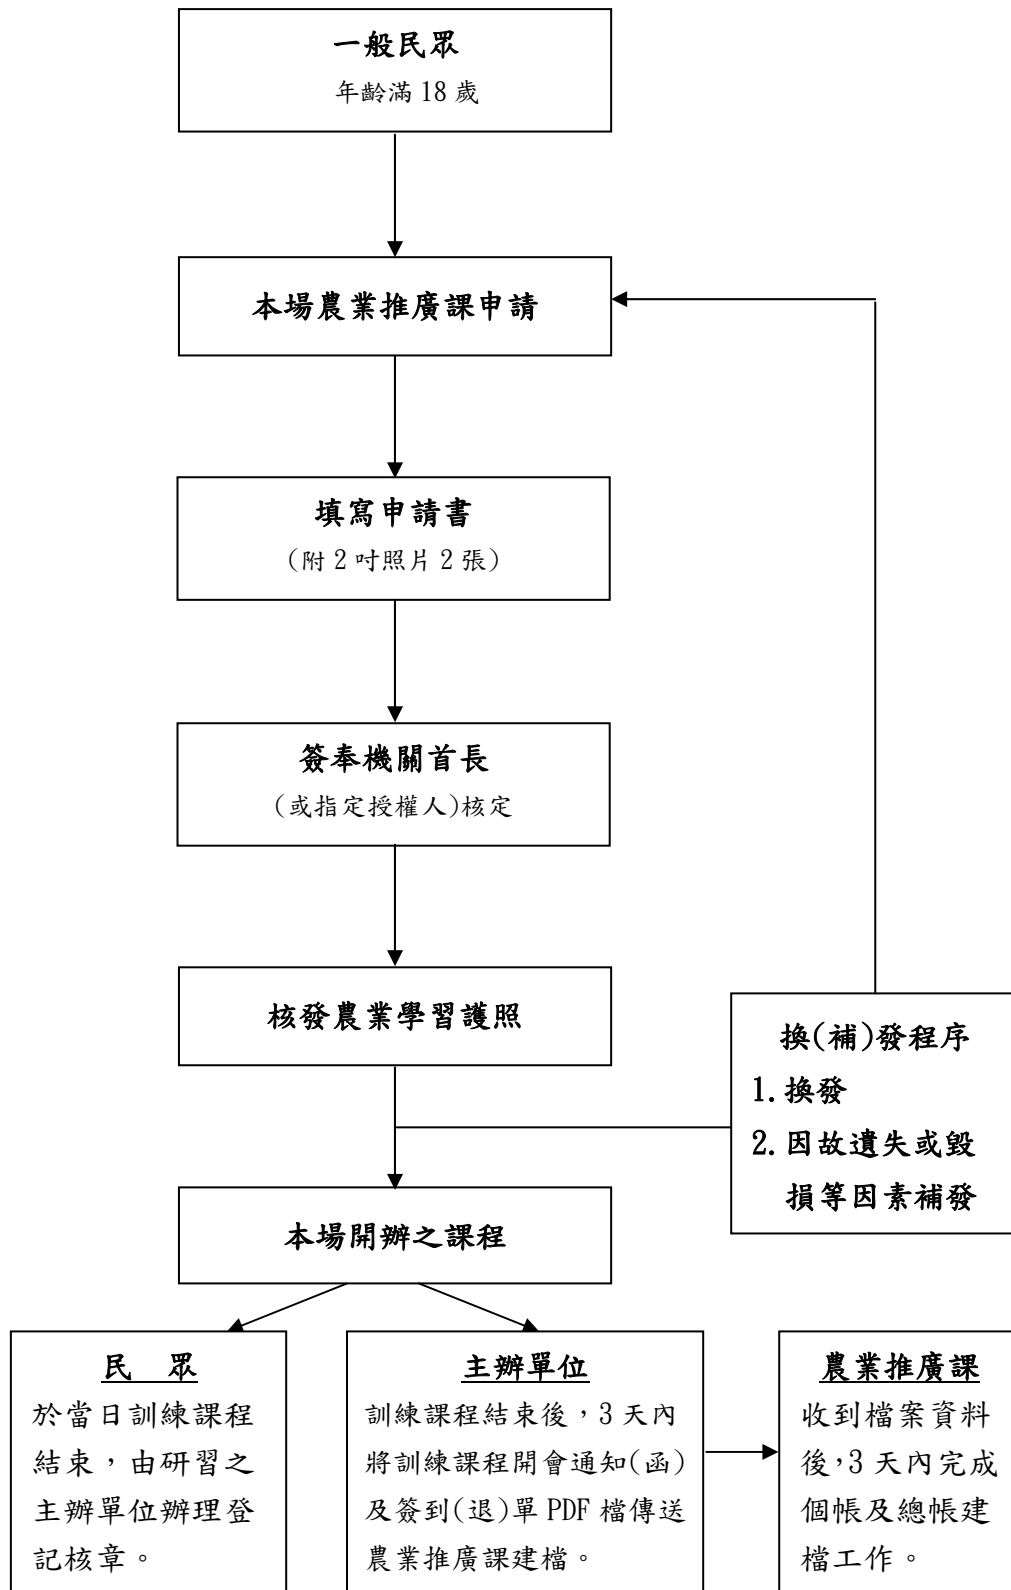 一般民眾
年齡滿 18 歲
本場農業推廣課申請
填寫申請書
(附 2 吋照片 2 張)
簽奉機關首長
(或指定授權人)核定
核發農業學習護照
換(補)發程序
1. 換發
2. 因故遺失或毀
損等因素補發
本場開辦之課程
民　眾
於當日訓練課程
結束，由研習之
主辦單位辦理登
記核章。
主辦單位
訓練課程結束後，3 天內
將訓練課程開會通知(函)
及簽到(退)單 PDF 檔傳送
農業推廣課建檔。
農業推廣課
收到檔案資料
後，3 天內完成
個帳及總帳建
檔工作。